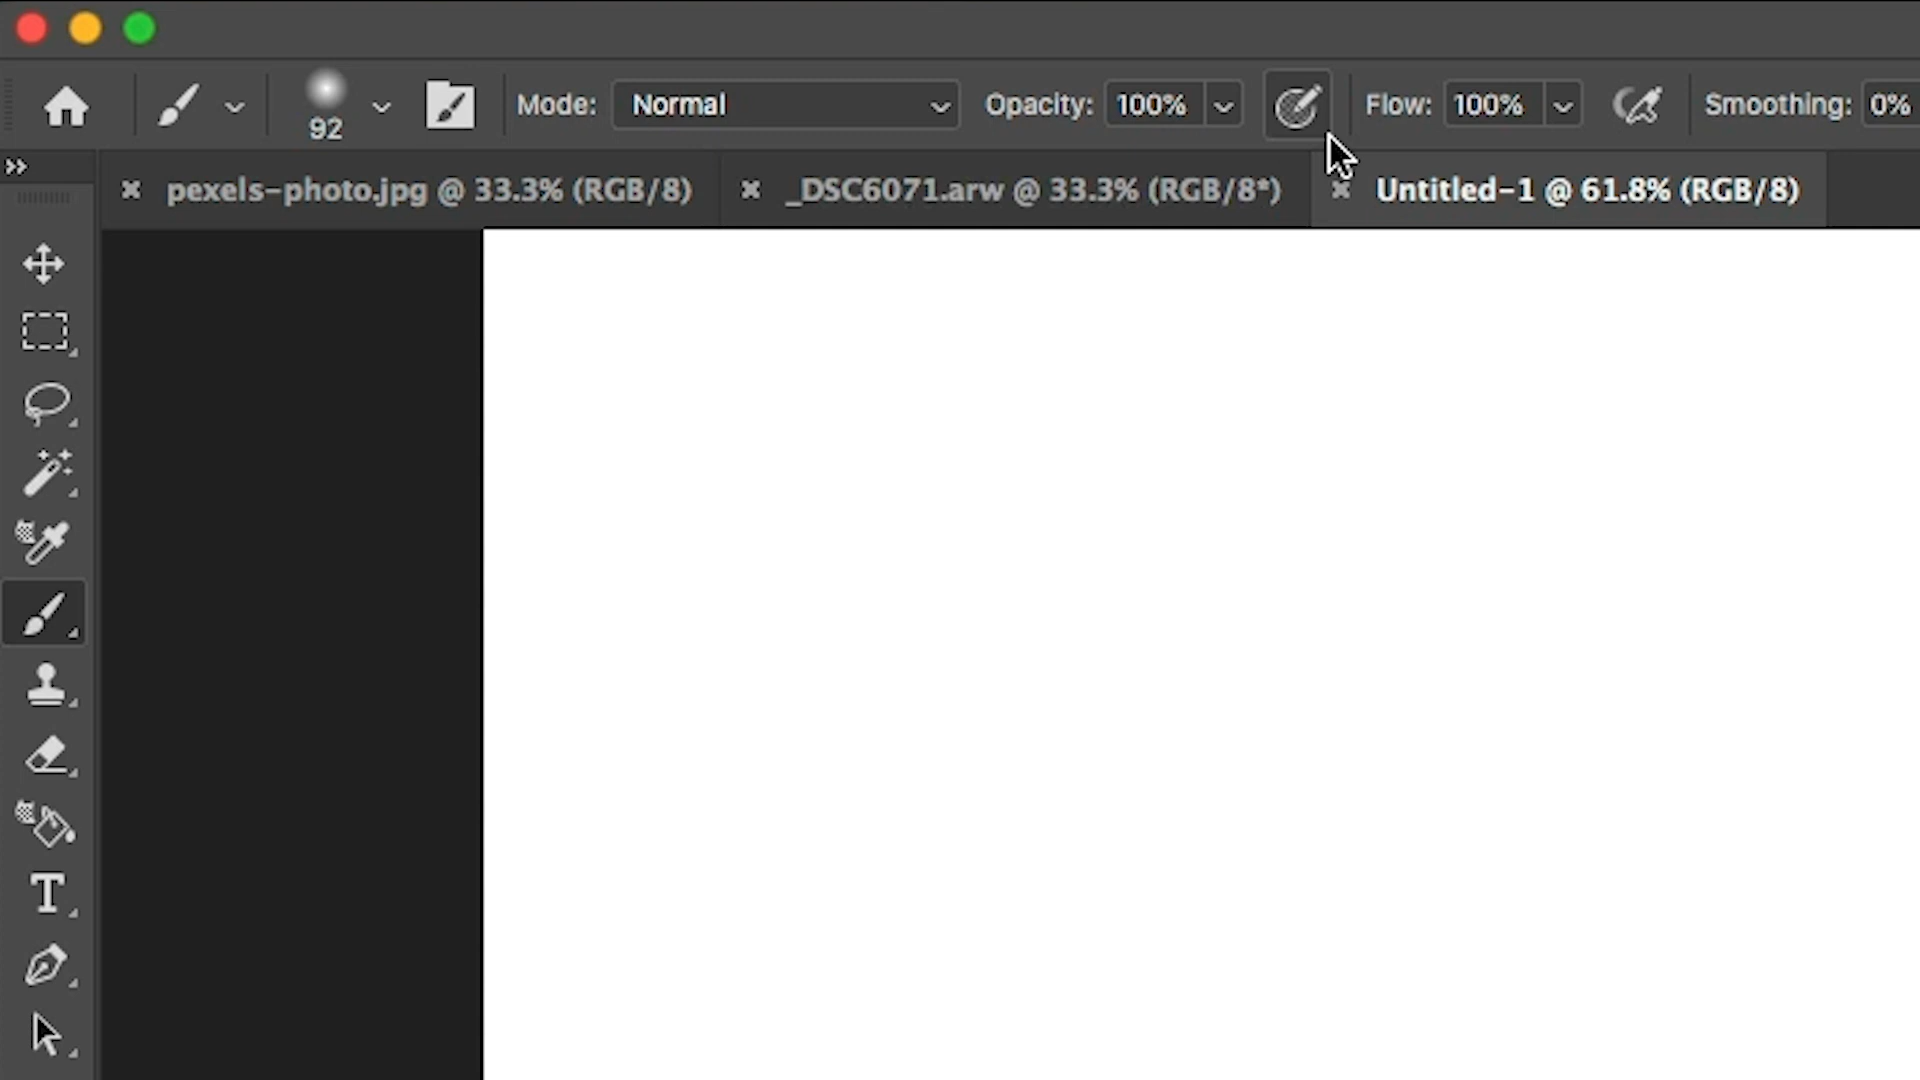 Mode: Normal Opacity: 100% Flow: 100% Smoothing: 0%
92
pexels-photo.jpg @ 33.3% (RGB/8) _DSC6071.arw @ 33.3% (RGB/8*) Untitled-1 @ 61.8% (RGB/8)